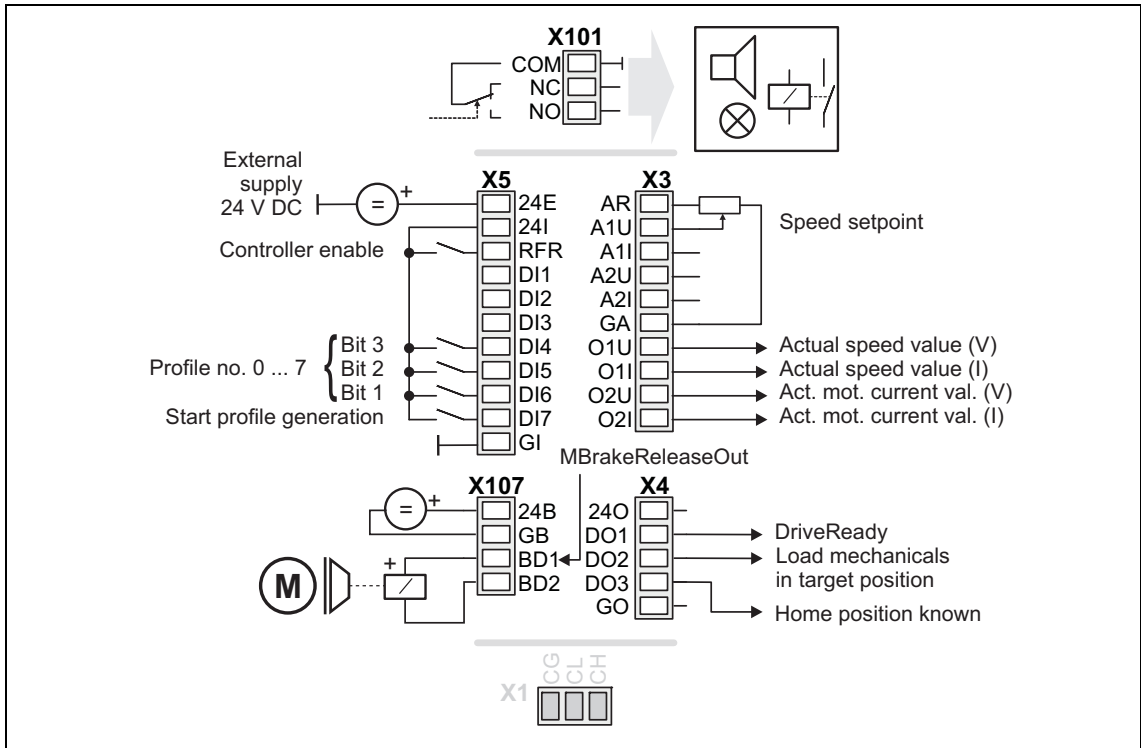 X101
COM
NC
NO
External
supply
24 V DC
=
+
Controller enable
Profile no. 0 ... 7
Bit 3
Bit 2
Bit 1
Start profile generation
X5
24E
24I
RFR
DI1
DI2
DI3
DI4
DI5
DI6
DI7
GI
X3
AR
A1U
A1I
A2U
A2I
GA
O1U
O1I
O2U
O2I
Speed setpoint
Actual speed value (V)
Actual speed value (I)
Act. mot. current val. (V)
Act. mot. current val. (I)
MBrakeReleaseOut
X107
=
+
24B
GB
BD1
BD2
M
+
X4
24O
DO1
DO2
DO3
GO
DriveReady
Load mechanicals
in target position
Home position known
X1
CG
CL
CH